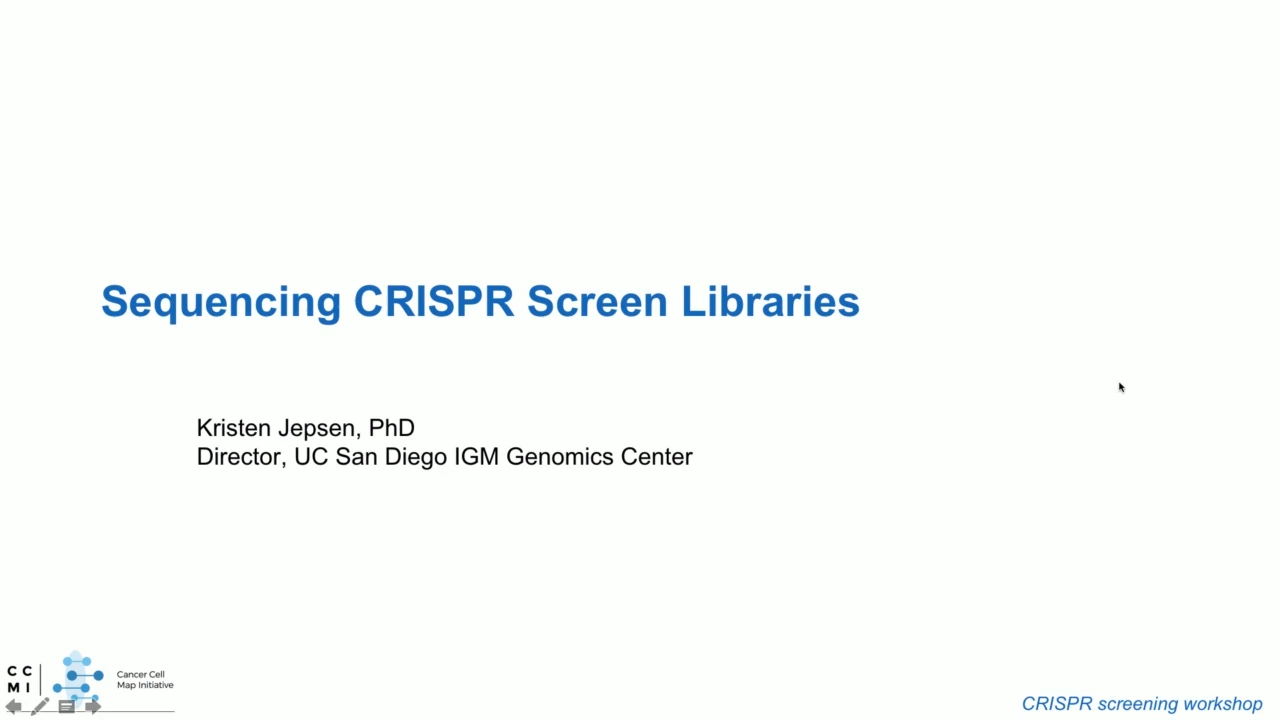 Sequencing CRISPR Screen Libraries
Kristen Jepsen, PhD
Director, UC San Diego IGM Genomics Center
C C
M I
Cancer Cell
Map Initiative
CRISPR screening workshop